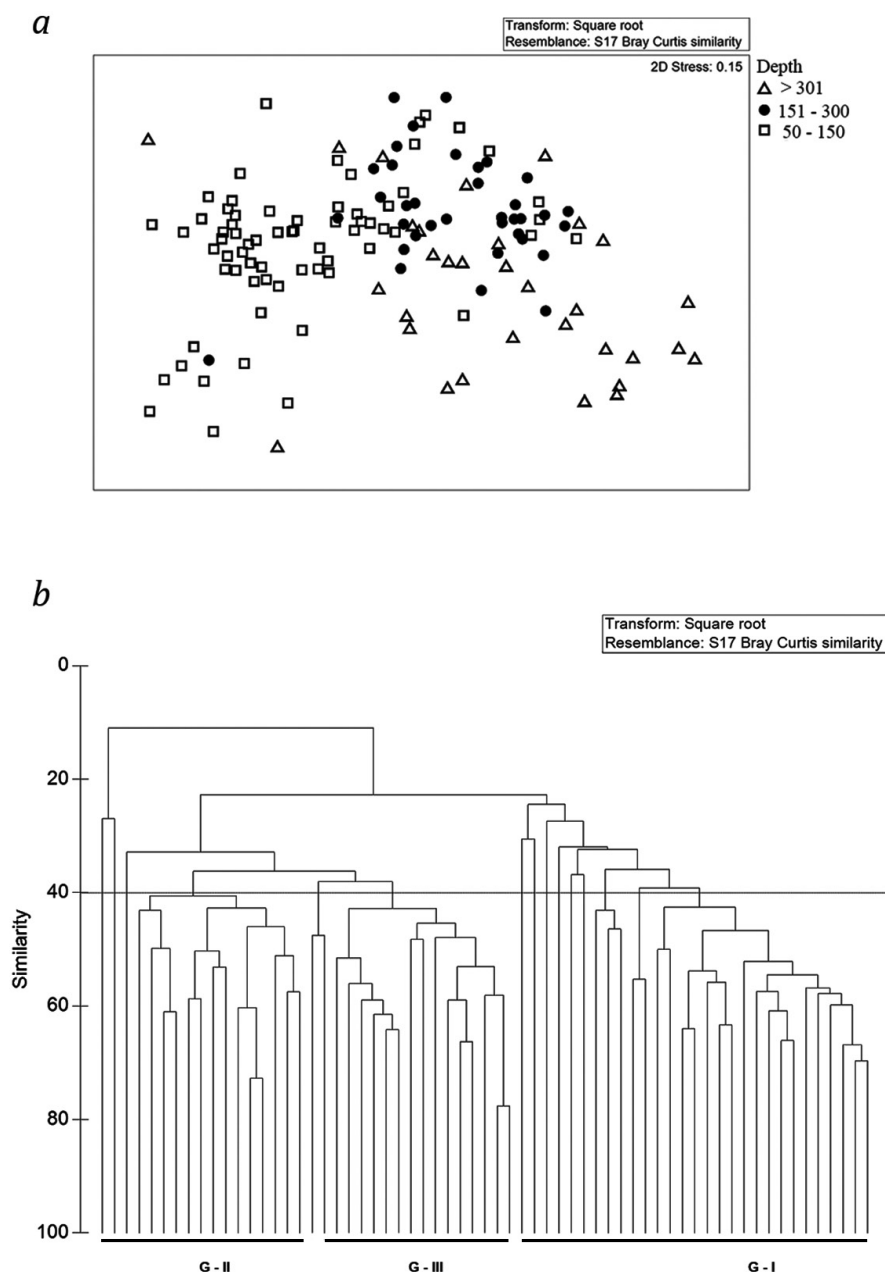 a
Transform: Square root
Resemblance: S17 Bray Curtis similarity
2D Stress: 0.15
Depth
> 301
151 - 300
50 - 150
b
Transform: Square root
Resemblance: S17 Bray Curtis similarity
0
20
40
60
80
100
Similarity
G - II
G - III
G - I